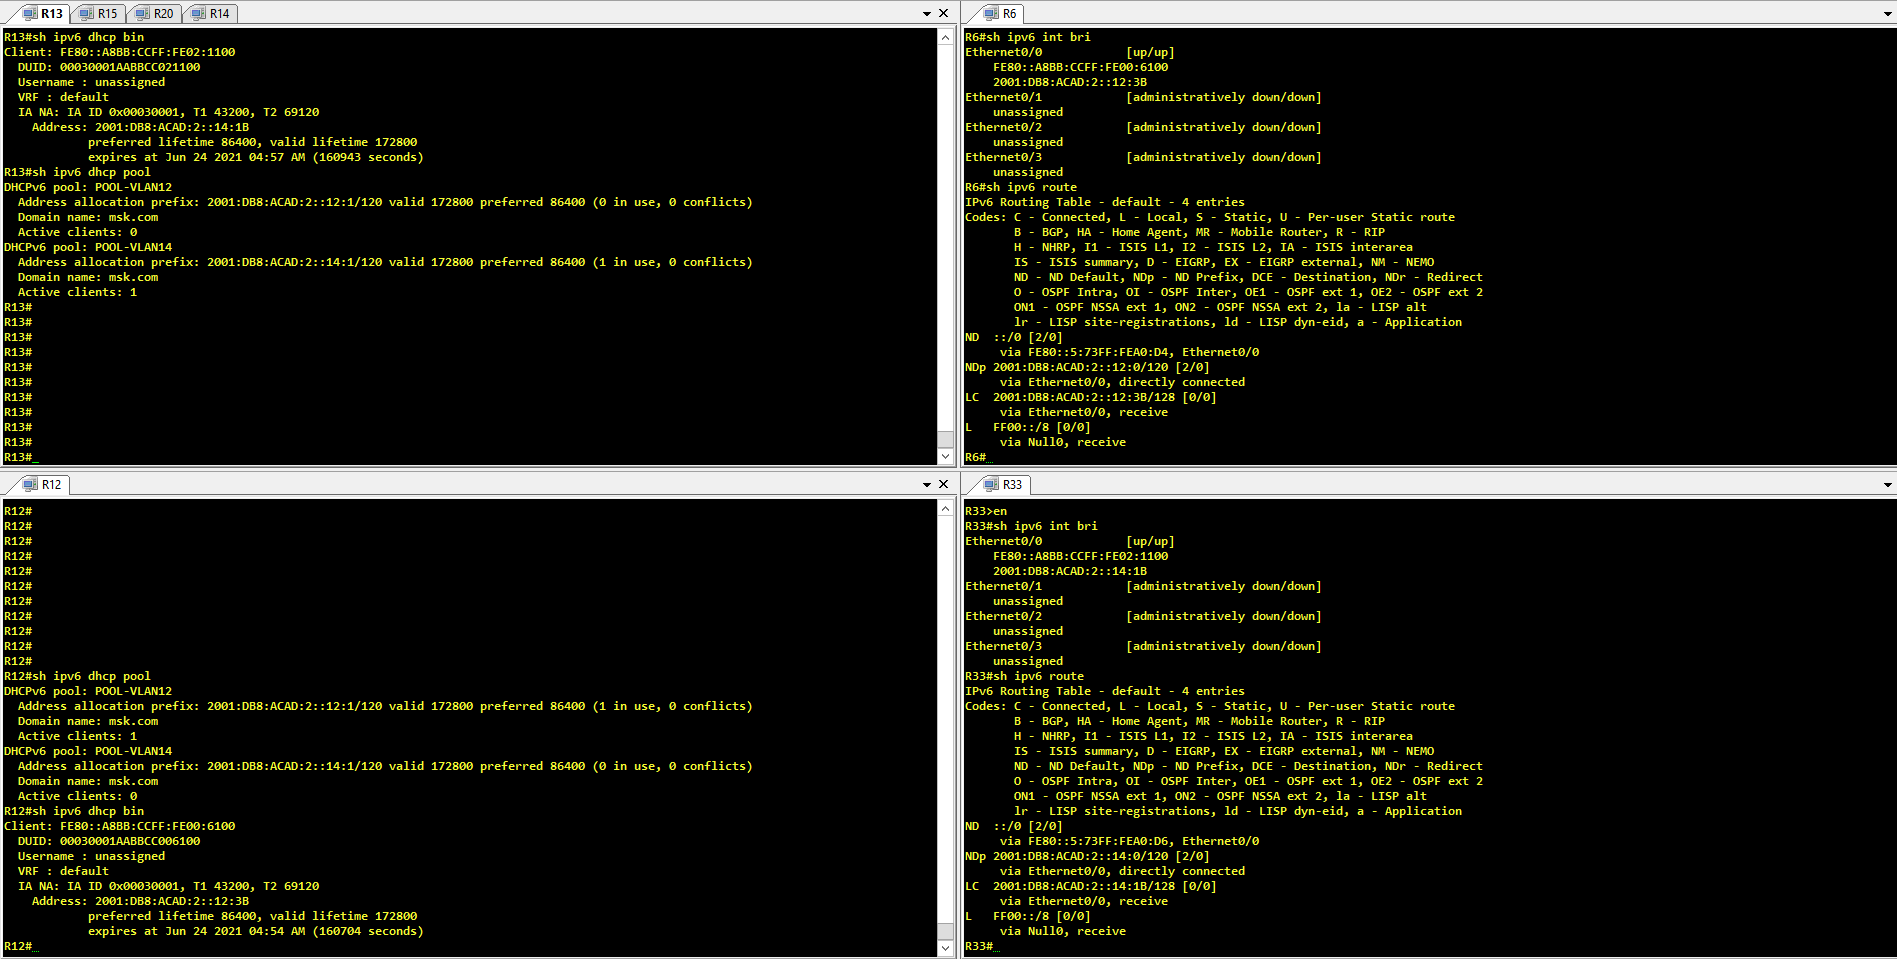 R13
R15
R20
R14
R13#sh ipv6 dhcp bin
Client: FE80::A8BB:CCFF:FE02:1100
  DUID: 00030001AABBCC021100
  Username : unassigned
  VRF : default
  IA NA: IA ID 0x00030001, T1 43200, T2 69120
    Address: 2001:DB8:ACAD:2::14:1B
            preferred lifetime 86400, valid lifetime 172800
            expires at Jun 24 2021 04:57 AM (160943 seconds)
R13#sh ipv6 dhcp pool
DHCPv6 pool: POOL-VLAN12
  Address allocation prefix: 2001:DB8:ACAD:2::12:1/120 valid 172800 preferred 86400 (0 in use, 0 conflicts)
  Domain name: msk.com
  Active clients: 0
DHCPv6 pool: POOL-VLAN14
  Address allocation prefix: 2001:DB8:ACAD:2::14:1/120 valid 172800 preferred 86400 (1 in use, 0 conflicts)
  Domain name: msk.com
  Active clients: 1
R13#
R13#
R13#
R13#
R13#
R13#
R13#
R13#
R13#
R13#
R13#_
R6
R6#sh ipv6 int bri
Ethernet0/0            [up/up]
    FE80::A8BB:CCFF:FE00:6100
    2001:DB8:ACAD:2::12:3B
Ethernet0/1            [administratively down/down]
    unassigned
Ethernet0/2            [administratively down/down]
    unassigned
Ethernet0/3            [administratively down/down]
    unassigned
R6#sh ipv6 route
IPv6 Routing Table - default - 4 entries
Codes: C - Connected, L - Local, S - Static, U - Per-user Static route
       B - BGP, HA - Home Agent, MR - Mobile Router, R - RIP
       H - NHRP, I1 - ISIS L1, I2 - ISIS L2, IA - ISIS interarea
       IS - ISIS summary, D - EIGRP, EX - EIGRP external, NM - NEMO
       ND - ND Default, NDp - ND Prefix, DCE - Destination, NDr - Redirect
       O - OSPF Intra, OI - OSPF Inter, OE1 - OSPF ext 1, OE2 - OSPF ext 2
       ON1 - OSPF NSSA ext 1, ON2 - OSPF NSSA ext 2, la - LISP alt
       lr - LISP site-registrations, ld - LISP dyn-eid, a - Application
ND  ::/0 [2/0]
     via FE80::5:73FF:FEA0:D4, Ethernet0/0
NDp 2001:DB8:ACAD:2::12:0/120 [2/0]
     via Ethernet0/0, directly connected
LC  2001:DB8:ACAD:2::12:3B/128 [0/0]
     via Ethernet0/0, receive
L   FF00::/8 [0/0]
     via Null0, receive
R6#_
R12
R12#
R12#
R12#
R12#
R12#
R12#
R12#
R12#
R12#
R12#
R12#
R12#sh ipv6 dhcp pool
DHCPv6 pool: POOL-VLAN12
  Address allocation prefix: 2001:DB8:ACAD:2::12:1/120 valid 172800 preferred 86400 (1 in use, 0 conflicts)
  Domain name: msk.com
  Active clients: 1
DHCPv6 pool: POOL-VLAN14
  Address allocation prefix: 2001:DB8:ACAD:2::14:1/120 valid 172800 preferred 86400 (0 in use, 0 conflicts)
  Domain name: msk.com
  Active clients: 0
R12#sh ipv6 dhcp bin
Client: FE80::A8BB:CCFF:FE00:6100
  DUID: 00030001AABBCC006100
  Username : unassigned
  VRF : default
  IA NA: IA ID 0x00030001, T1 43200, T2 69120
    Address: 2001:DB8:ACAD:2::12:3B
            preferred lifetime 86400, valid lifetime 172800
            expires at Jun 24 2021 04:54 AM (160704 seconds)
R12#_
R33
R33>en
R33#sh ipv6 int bri
Ethernet0/0            [up/up]
    FE80::A8BB:CCFF:FE02:1100
    2001:DB8:ACAD:2::14:1B
Ethernet0/1            [administratively down/down]
    unassigned
Ethernet0/2            [administratively down/down]
    unassigned
Ethernet0/3            [administratively down/down]
    unassigned
R33#sh ipv6 route
IPv6 Routing Table - default - 4 entries
Codes: C - Connected, L - Local, S - Static, U - Per-user Static route
       B - BGP, HA - Home Agent, MR - Mobile Router, R - RIP
       H - NHRP, I1 - ISIS L1, I2 - ISIS L2, IA - ISIS interarea
       IS - ISIS summary, D - EIGRP, EX - EIGRP external, NM - NEMO
       ND - ND Default, NDp - ND Prefix, DCE - Destination, NDr - Redirect
       O - OSPF Intra, OI - OSPF Inter, OE1 - OSPF ext 1, OE2 - OSPF ext 2
       ON1 - OSPF NSSA ext 1, ON2 - OSPF NSSA ext 2, la - LISP alt
       lr - LISP site-registrations, ld - LISP dyn-eid, a - Application
ND  ::/0 [2/0]
     via FE80::5:73FF:FEA0:D6, Ethernet0/0
NDp 2001:DB8:ACAD:2::14:0/120 [2/0]
     via Ethernet0/0, directly connected
LC  2001:DB8:ACAD:2::14:1B/128 [0/0]
     via Ethernet0/0, receive
L   FF00::/8 [0/0]
     via Null0, receive
R33#_